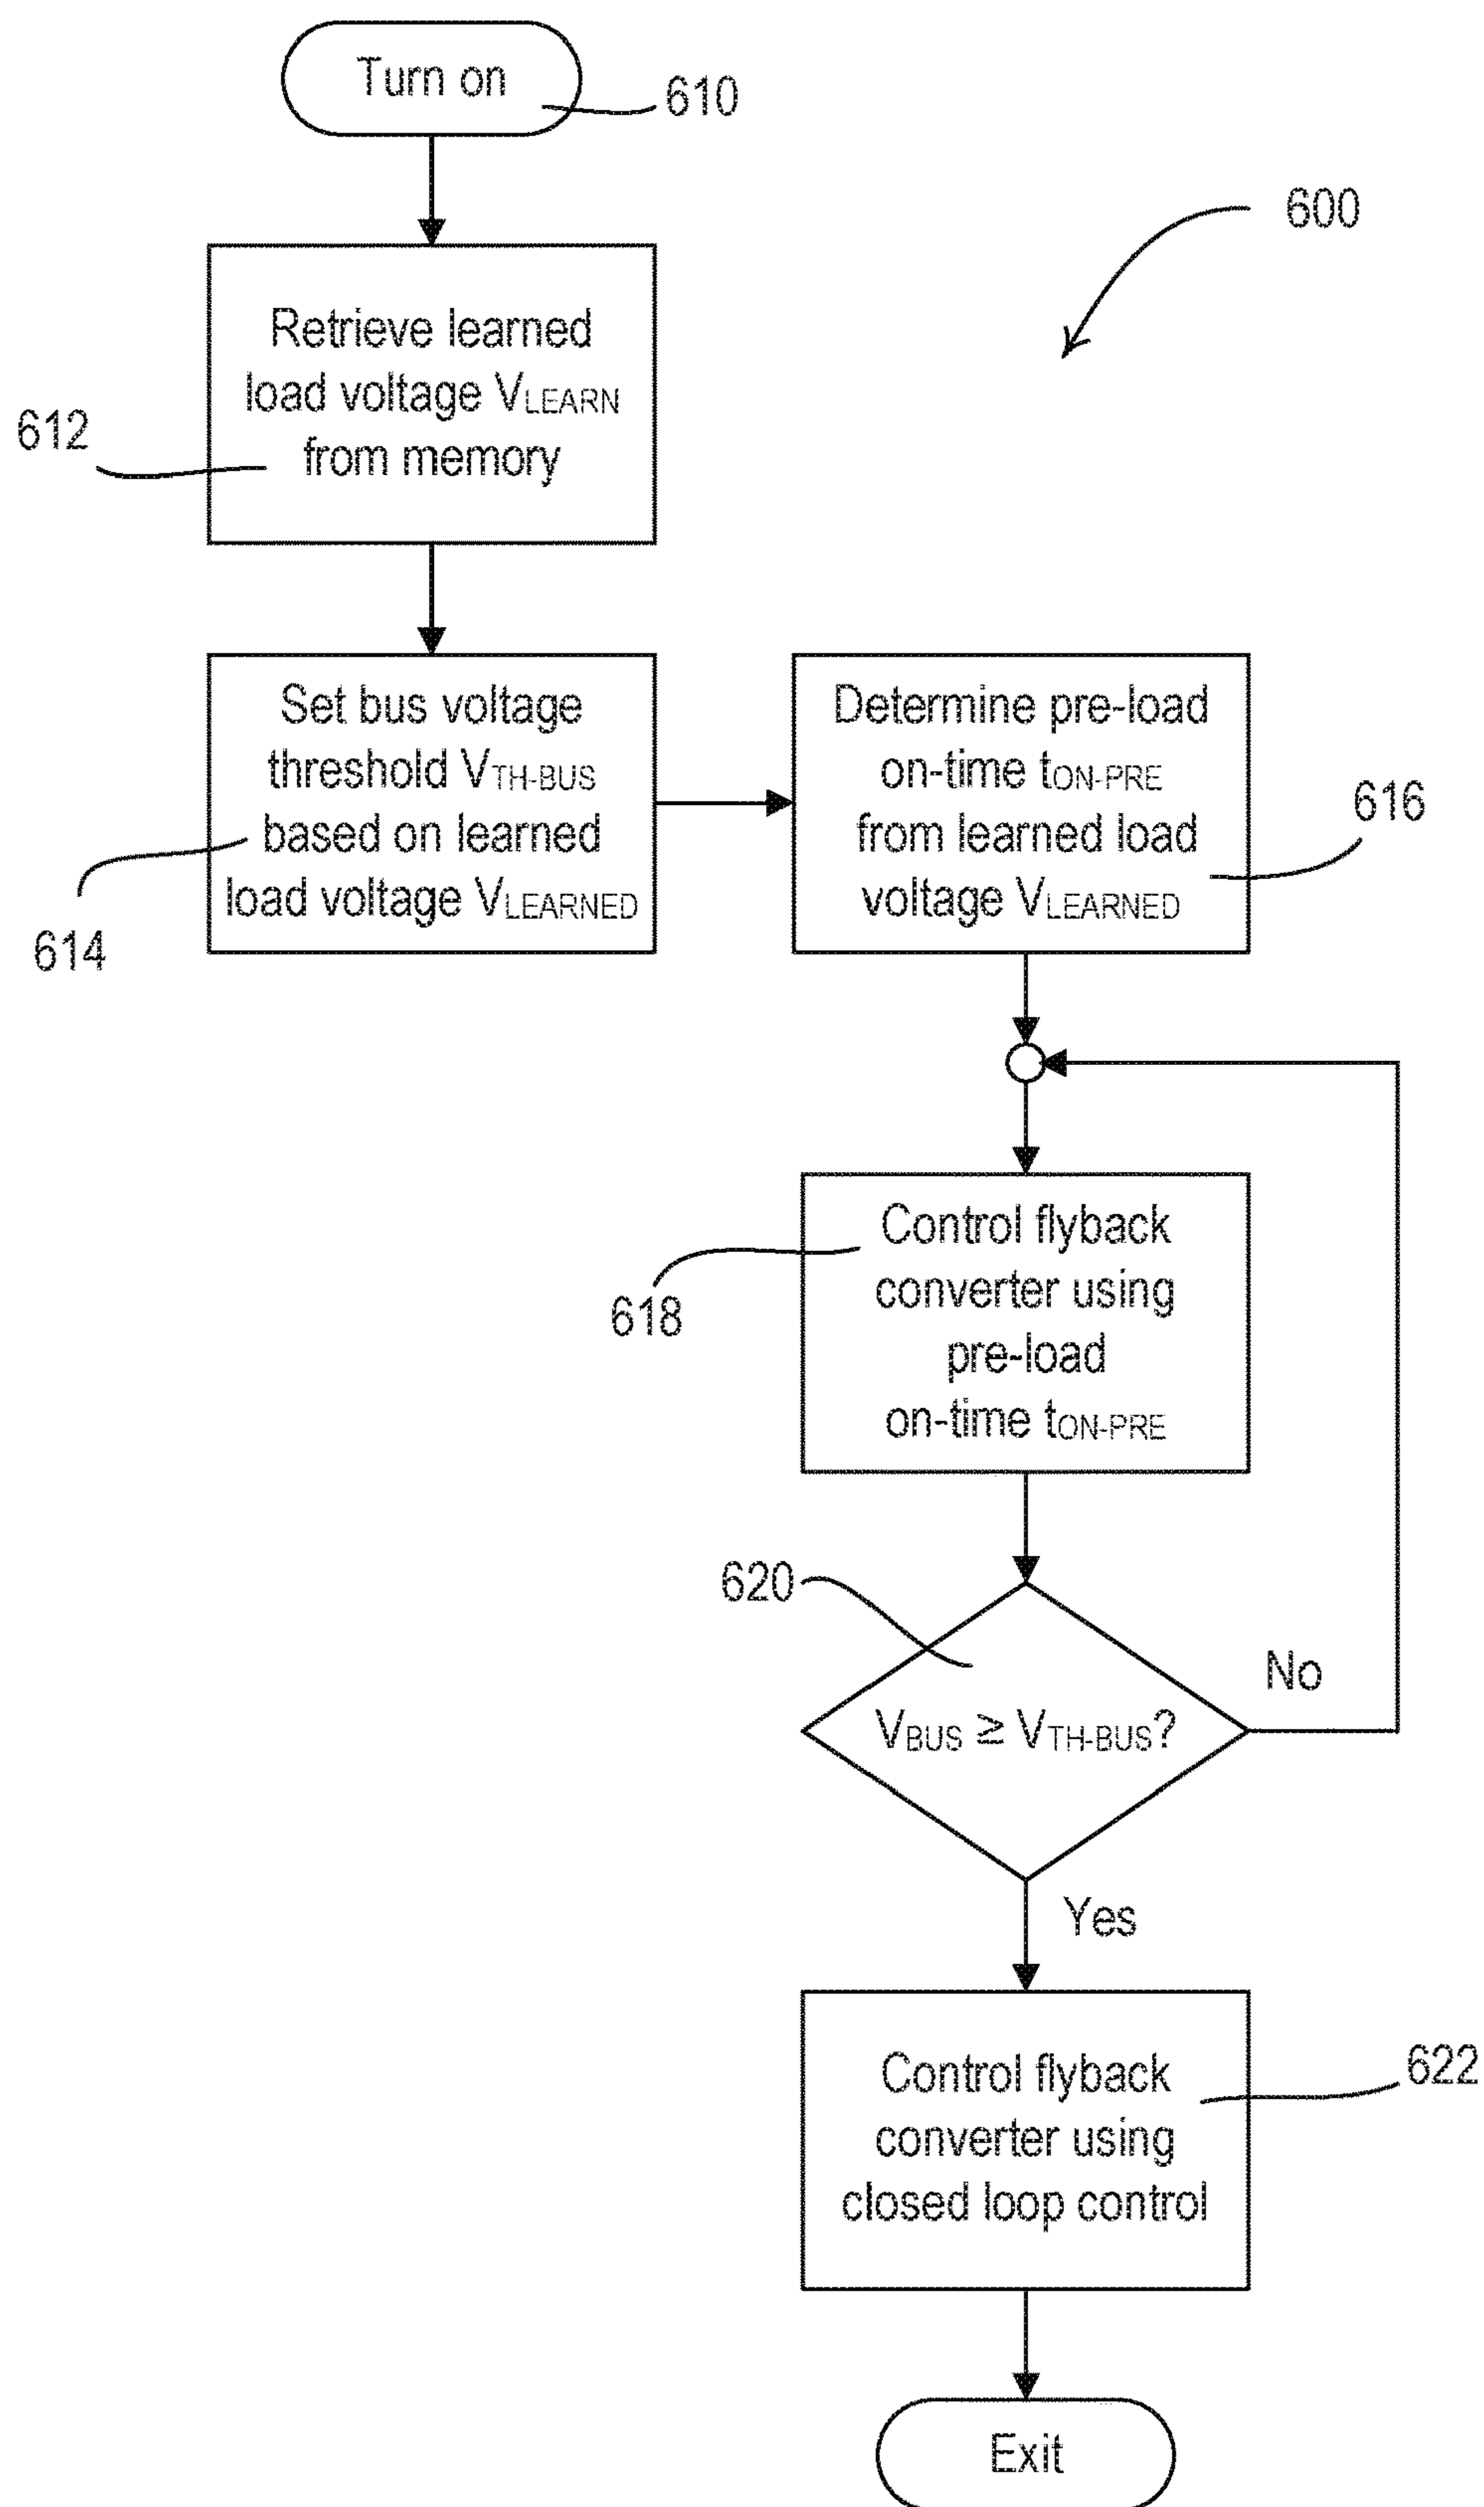 Turn on
610
600
Retrieve learned
load voltage VLEARN
from memory
612
Set bus voltage
threshold VTH-BUS
based on learned
load voltage VLEARNED
614
Determine pre-load
on-time tON-PRE
from learned load
voltage VLEARNED
616
Control flyback
converter using
pre-load
on-time tON-PRE
618
620
VBUS ≥ VTH-BUS?
No
Yes
Control flyback
converter using
closed loop control
622
Exit